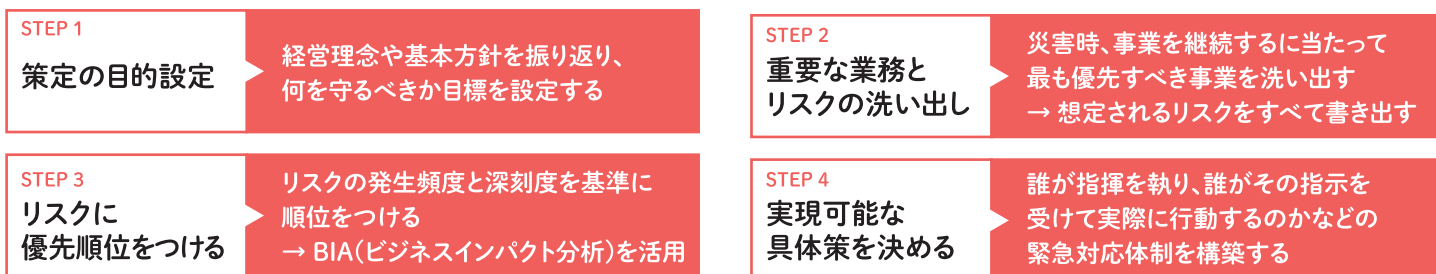 STEP 1
策定の目的設定
経営理念や基本方針を振り返り、
何を守るべきか目標を設定する
STEP 2
重要な業務と
リスクの洗い出し
災害時、事業を継続するに当たって
最も優先すべき事業を洗い出す
→ 想定されるリスクをすべて書き出す
STEP 3
リスクに
優先順位をつける
リスクの発生頻度と深刻度を基準に
順位をつける
→ BIA(ビジネスインパクト分析)を活用
STEP 4
実現可能な
具体策を決める
誰が指揮を執り、誰がその指示を
受けて実際に行動するのかなどの
緊急対応体制を構築する